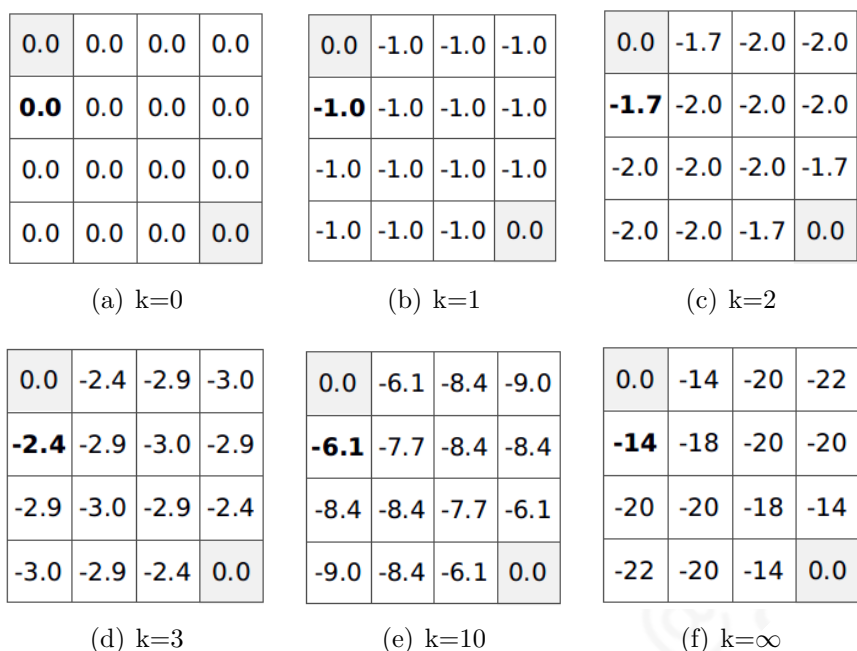 0.0 0.0 0.0 0.0 0.0 -1.0 -1.0 -1.0 0.0 -1.7 -2.0 -2.0
0.0 0.0 0.0 0.0 -1.0 -1.0 -1.0 -1.0 -1.7 -2.0 -2.0 -2.0
0.0 0.0 0.0 0.0 -1.0 -1.0 -1.0 -1.0 -2.0 -2.0 -2.0 -1.7
0.0 0.0 0.0 0.0 -1.0 -1.0 -1.0 0.0 -2.0 -2.0 -1.7 0.0
(a) k=0 (b) k=1 (c) k=2
0.0 -2.4 -2.9 -3.0 0.0 -6.1 -8.4 -9.0 0.0 -14 -20 -22
-2.4 -2.9 -3.0 -2.9 -6.1 -7.7 -8.4 -8.4 -14 -18 -20 -20
-2.9 -3.0 -2.9 -2.4 -8.4 -8.4 -7.7 -6.1 -20 -20 -18 -14
-3.0 -2.9 -2.4 0.0 -9.0 -8.4 -6.1 0.0 -22 -20 -14 0.0
(d) k=3 (e) k=10 (f) k=∞